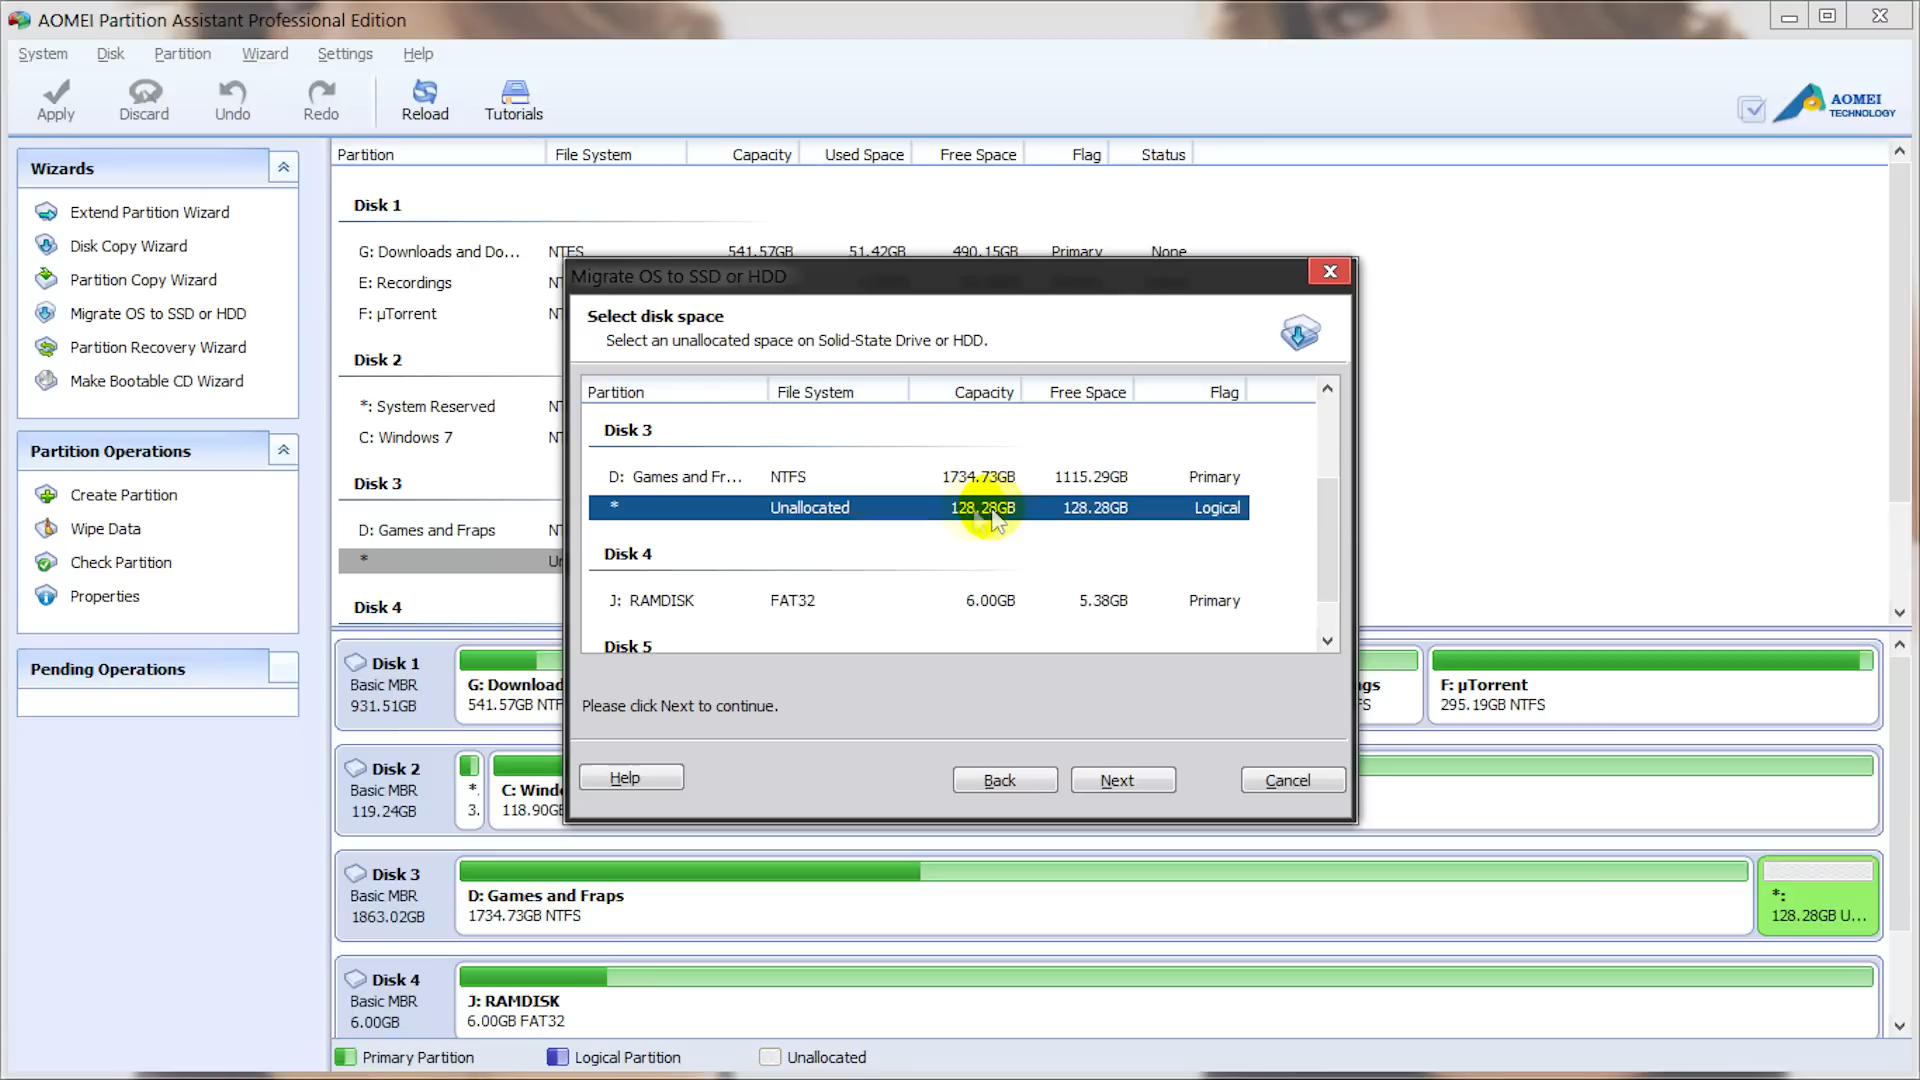 AOMEI Partition Assistant Professional Edition
System Disk Partition Wizard Settings Help
Apply Discard Undo Redo Reload Tutorials
AOMEI
TECHNOLOGY
Wizards
Extend Partition Wizard
Disk Copy Wizard
Partition Copy Wizard
Migrate OS to SSD or HDD
Partition Recovery Wizard
Make Bootable CD Wizard
Partition Operations
Create Partition
Wipe Data
Check Partition
Properties
Pending Operations
Partition File System Capacity Used Space Free Space Flag Status
Disk 1
G: Downloads and Do... NTFS 541.57GB 51.42GB 490.15GB Primary None
E: Recordings
F: µTorrent
Disk 2
*: System Reserved
C: Windows 7
Disk 3
D: Games and Fraps
*
Disk 4
Migrate OS to SSD or HDD
Select disk space
Select an unallocated space on Solid-State Drive or HDD.
Partition File System Capacity Free Space Flag
Disk 3
D: Games and Fr... NTFS 1734.73GB 1115.29GB Primary
* Unallocated 128.28GB 128.28GB Logical
Disk 4
J: RAMDISK FAT32 6.00GB 5.38GB Primary
Disk 5
Please click Next to continue.
Help Back Next Cancel
Disk 1
Basic MBR
931.51GB
G: Download
541.57GB NTF
gs
FS
F: µTorrent
295.19GB NTFS
Disk 2
Basic MBR
119.24GB
*.
3.
C: Windo
118.90GB
Disk 3
Basic MBR
1863.02GB
D: Games and Fraps
1734.73GB NTFS
*:
128.28GB U...
Disk 4
Basic MBR
6.00GB
J: RAMDISK
6.00GB FAT32
Primary Partition Logical Partition Unallocated